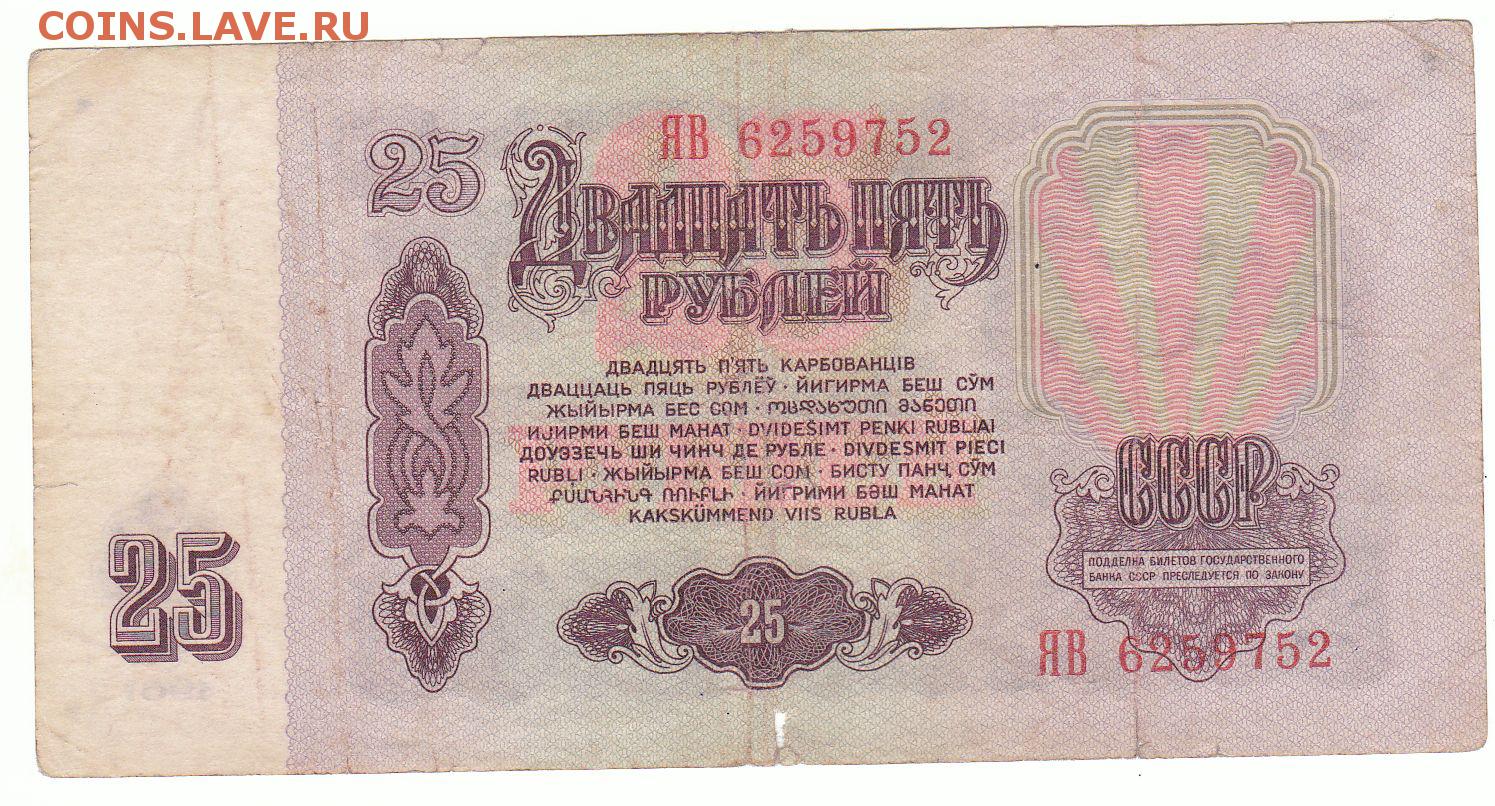 COINS.LAVE.RU
25
ЯВ 6259752
ДВАДЦАТЬ ПЯТЬ
РУБЛЕЙ
ДВАДЦЯТЬ П'ЯТЬ КАРБОВАНЦІВ
ДВАЦЦАЦЬ ПЯЦЬ РУБЛЁЎ · ЙИГИРМА БЕШ СЎМ
ЖЫЙЫРМА БЕС СОМ · ᲝᲪᲓᲐᲮᲣᲗᲘ ᲛᲐᲜᲔᲗᲘ
ИЈИРМИ БЕШ МАНАТ · DVIDEŠIMT PENKI RUBLIAI
ДОУЗЗЕЧЬ ШИ ЧИНЧ ДЕ РУБЛЕ · DIVDESMIT PIECI
RUBĻI · ЖЫЙЫРМА БЕШ СОМ · БИСТУ ПАНҶ СӮМ
ՔՍԱՆՀԻՆԳ ՌՈՒԲԼԻ · ЙИГРИМИ БӘШ МАНАТ
KAKSKÜMMEND VIIS RUBLA
СССР
ПОДДЕЛКА БИЛЕТОВ ГОСУДАРСТВЕННОГО
БАНКА СССР ПРЕСЛЕДУЕТСЯ ПО ЗАКОНУ
25
25
ЯВ 6259752